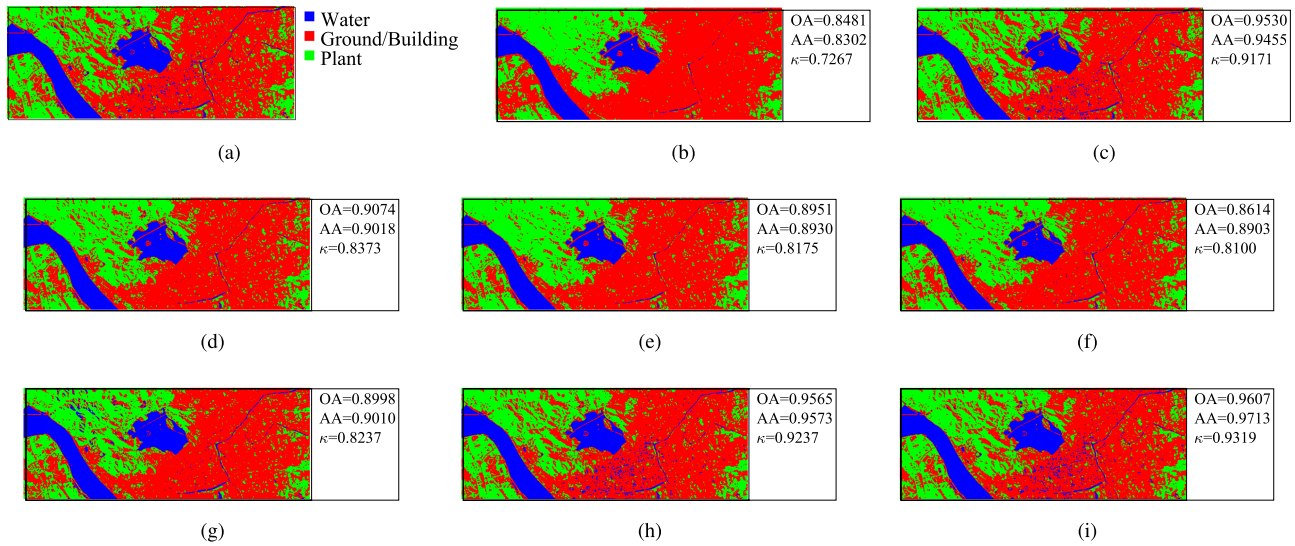 Water
Ground/Building
Plant
OA=0.8481
AA=0.8302
κ=0.7267
OA=0.9530
AA=0.9455
κ=0.9171
(a)
(b)
(c)
OA=0.9074
AA=0.9018
κ=0.8373
OA=0.8951
AA=0.8930
κ=0.8175
OA=0.8614
AA=0.8903
κ=0.8100
(d)
(e)
(f)
OA=0.8998
AA=0.9010
κ=0.8237
OA=0.9565
AA=0.9573
κ=0.9237
OA=0.9607
AA=0.9713
κ=0.9319
(g)
(h)
(i)